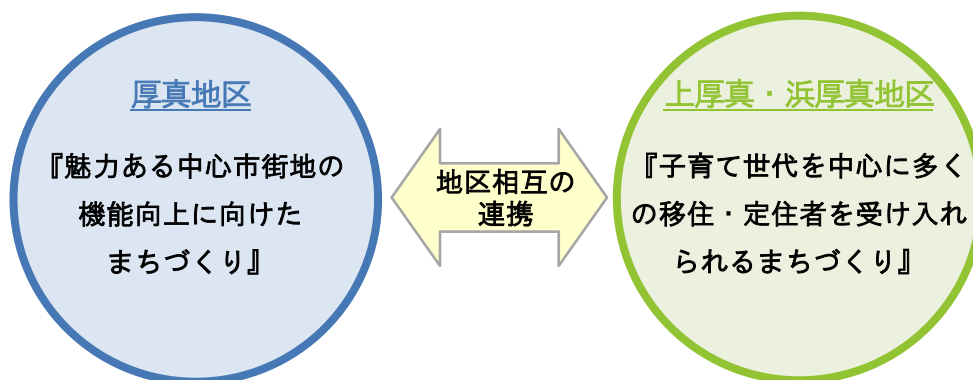 厚真地区
『魅力ある中心市街地の
機能向上に向けた
まちづくり』
地区相互の
連携
上厚真・浜厚真地区
『子育て世代を中心に多く
の移住・定住者を受け入れ
られるまちづくり』